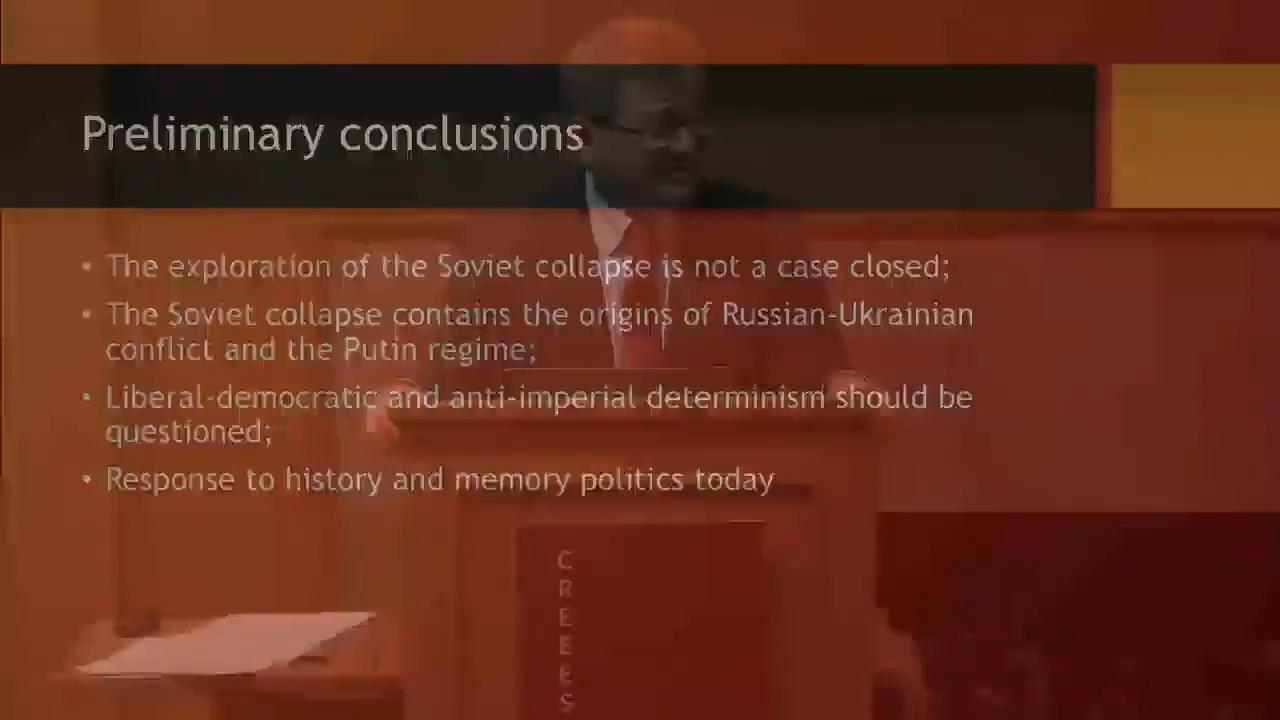 Preliminary conclusions
• The exploration of the Soviet collapse is not a case closed;
• The Soviet collapse contains the origins of Russian-Ukrainian
conflict and the Putin regime;
• Liberal-democratic and anti-imperial determinism should be
questioned;
• Response to history and memory politics today
C
R
E
E
E
S